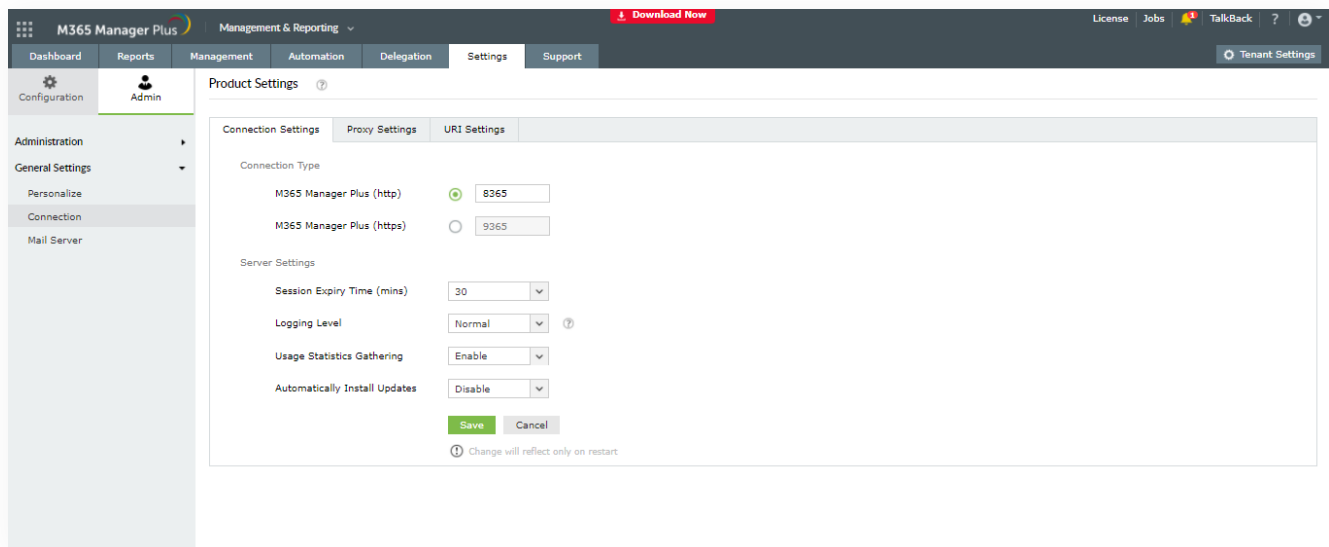 Download Now
M365 Manager Plus Management & Reporting License Jobs 1 TalkBack ?
Dashboard Reports Management Automation Delegation Settings Support Tenant Settings
Configuration Admin
Product Settings ?
Administration
General Settings
Personalize
Connection
Mail Server
Connection Settings Proxy Settings URI Settings
Connection Type
M365 Manager Plus (http) 8365
M365 Manager Plus (https) 9365
Server Settings
Session Expiry Time (mins) 30
Logging Level Normal ?
Usage Statistics Gathering Enable
Automatically Install Updates Disable
Save Cancel
Change will reflect only on restart